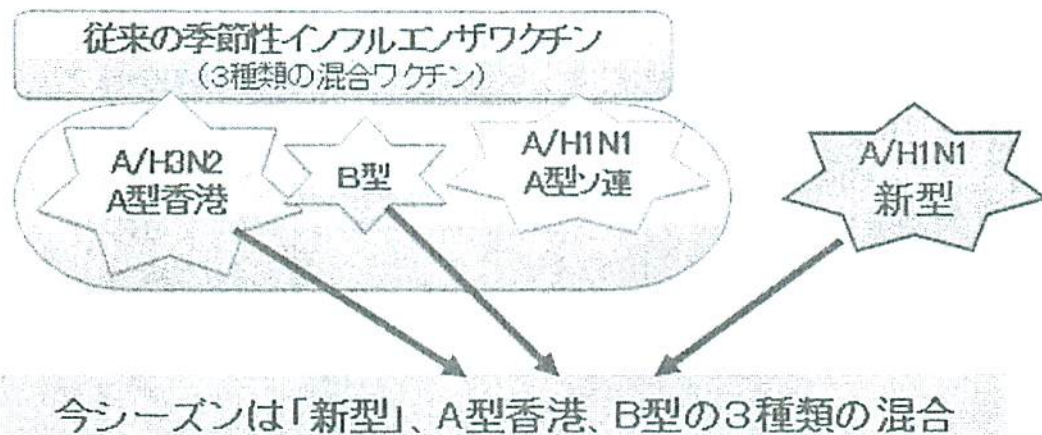 従来の季節性インフルエンザワクチン
(3種類の混合ワクチン)
A/H3N2
A型香港
B型
A/H1N1
A型ソ連
A/H1N1
新型
今シーズンは「新型」、A型香港、B型の3種類の混合